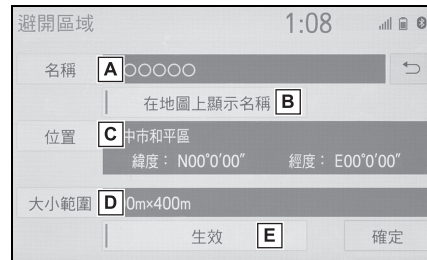 避開區域 1:08
名稱 A ○○○○○
在地圖上顯示名稱 B
位置 C 中市和平區
緯度： N00°0'00" 經度： E00°0'00"
大小範圍 D 0m×400m
生效 E 確定